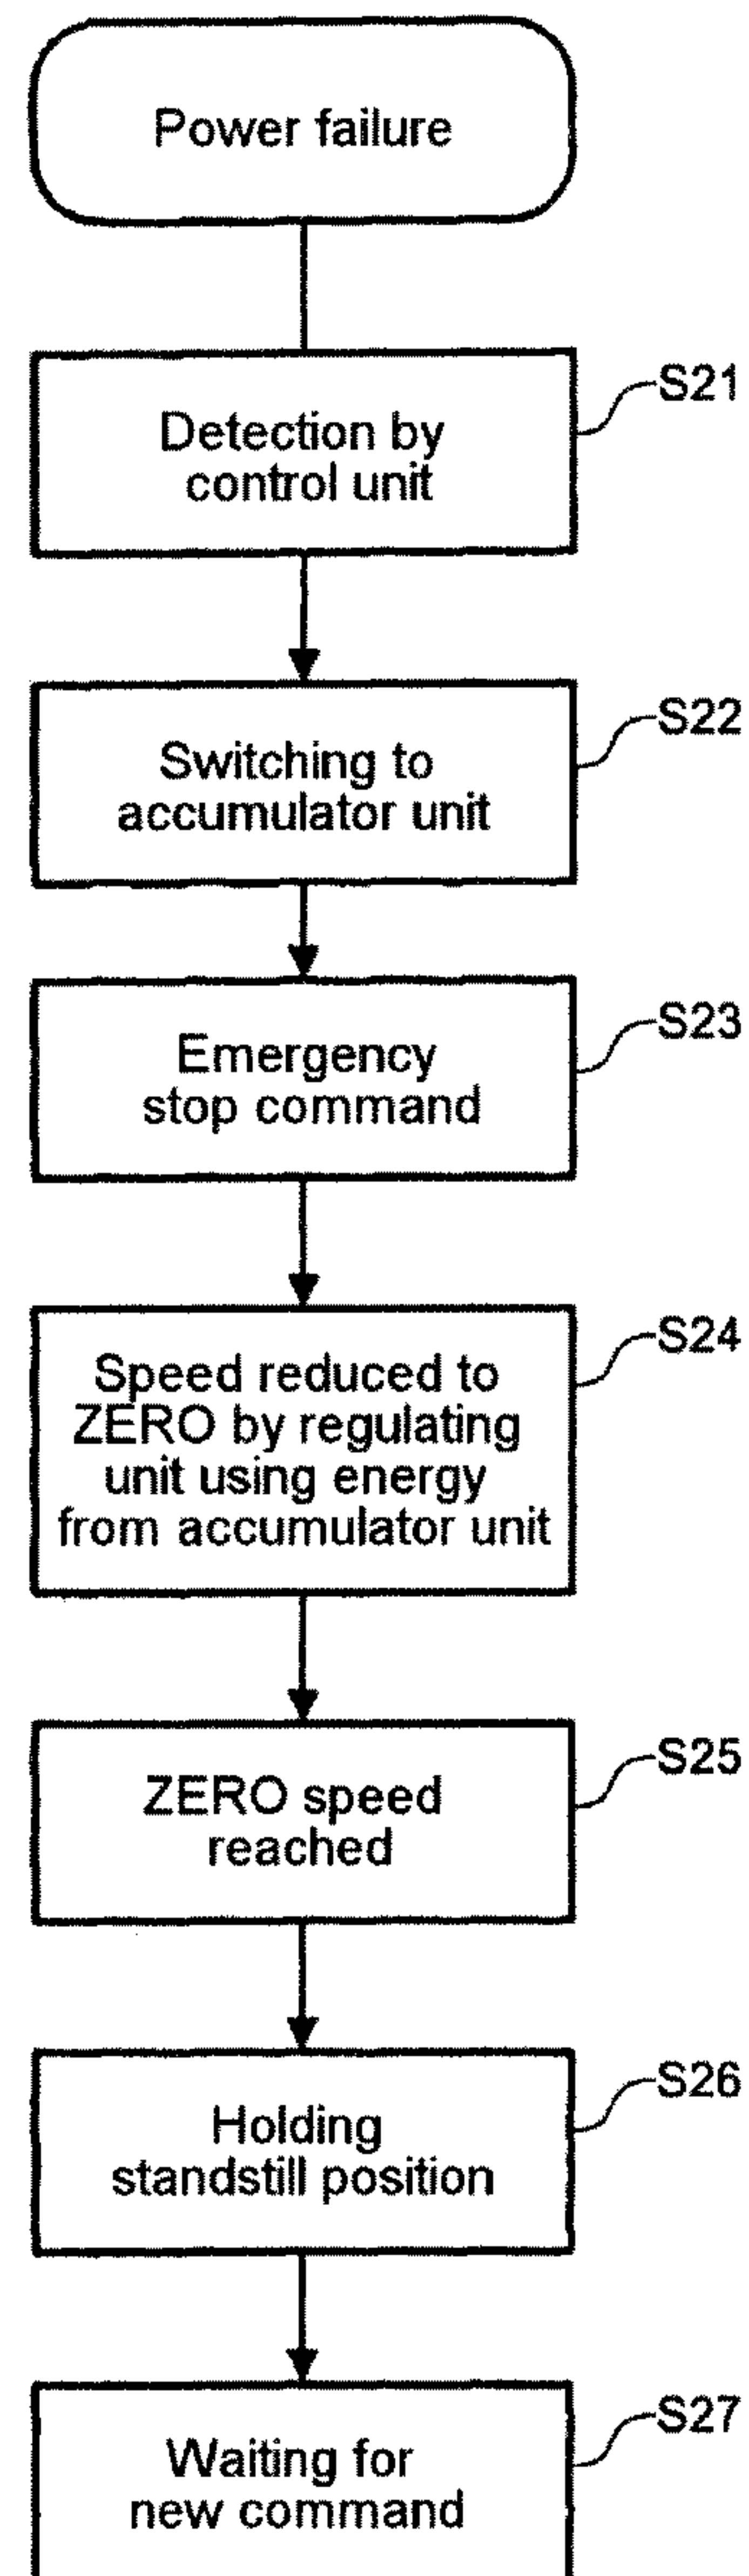 Power failure
S21
Detection by
control unit
S22
Switching to
accumulator unit
S23
Emergency
stop command
S24
Speed reduced to
ZERO by regulating
unit using energy
from accumulator unit
S25
ZERO speed
reached
S26
Holding
standstill position
S27
Waiting for
new command